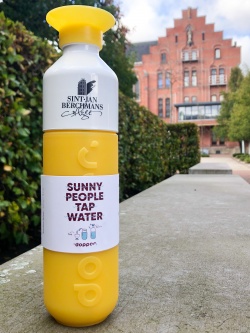 SINT-JAN
BERCHMANS
College
SUNNY
PEOPLE
TAP
WATER
dopper